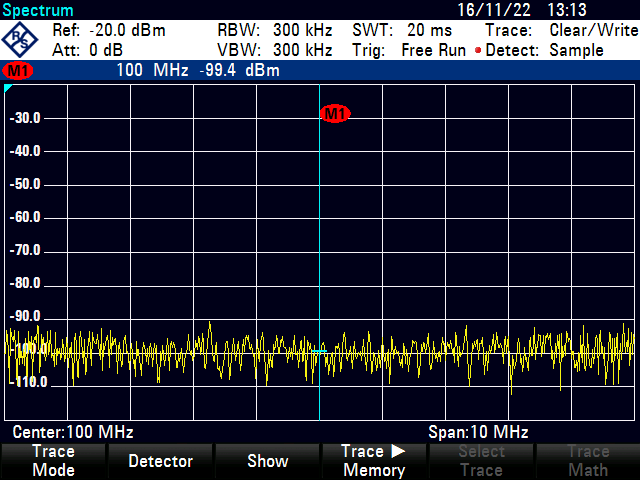 Spectrum 16/11/22 13:13
Ref: -20.0 dBm RBW: 300 kHz SWT: 20 ms Trace: Clear/Write
Att: 0 dB VBW: 300 kHz Trig: Free Run Detect: Sample
M1 100 MHz -99.4 dBm
M1
-30.0
-40.0
-50.0
-60.0
-70.0
-80.0
-90.0
-100.0
-110.0
Center:100 MHz Span:10 MHz
Trace Mode Detector Show Trace ▶ Memory Select Trace Trace Math